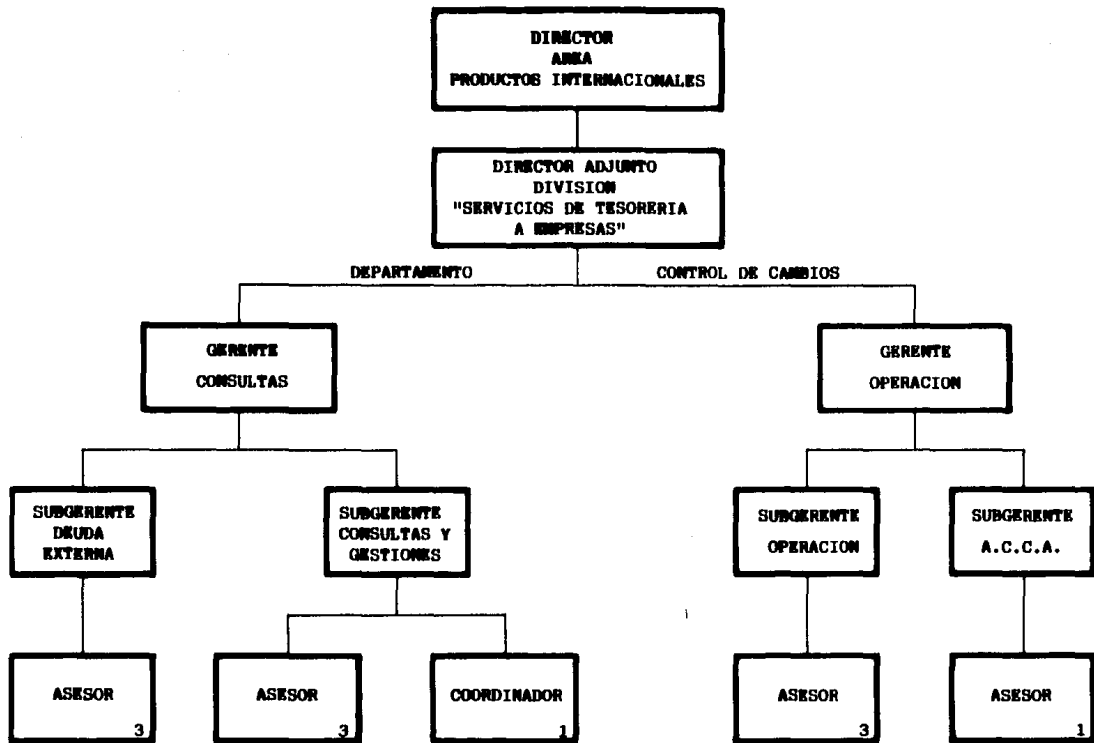 DIRECTOR
AREA
PRODUCTOS INTERNACIONALES
DIRECTOR ADJUNTO
DIVISION
"SERVICIOS DE TESORERIA
A EMPRESAS"
DEPARTAMENTO CONTROL DE CAMBIOS
GERENTE
CONSULTAS
GERENTE
OPERACION
SUBGERENTE
DEUDA
EXTERNA
SUBGERENTE
CONSULTAS Y
GESTIONES
SUBGERENTE
OPERACION
SUBGERENTE
A.C.C.A.
ASESOR
3
ASESOR
3
COORDINADOR
1
ASESOR
3
ASESOR
1